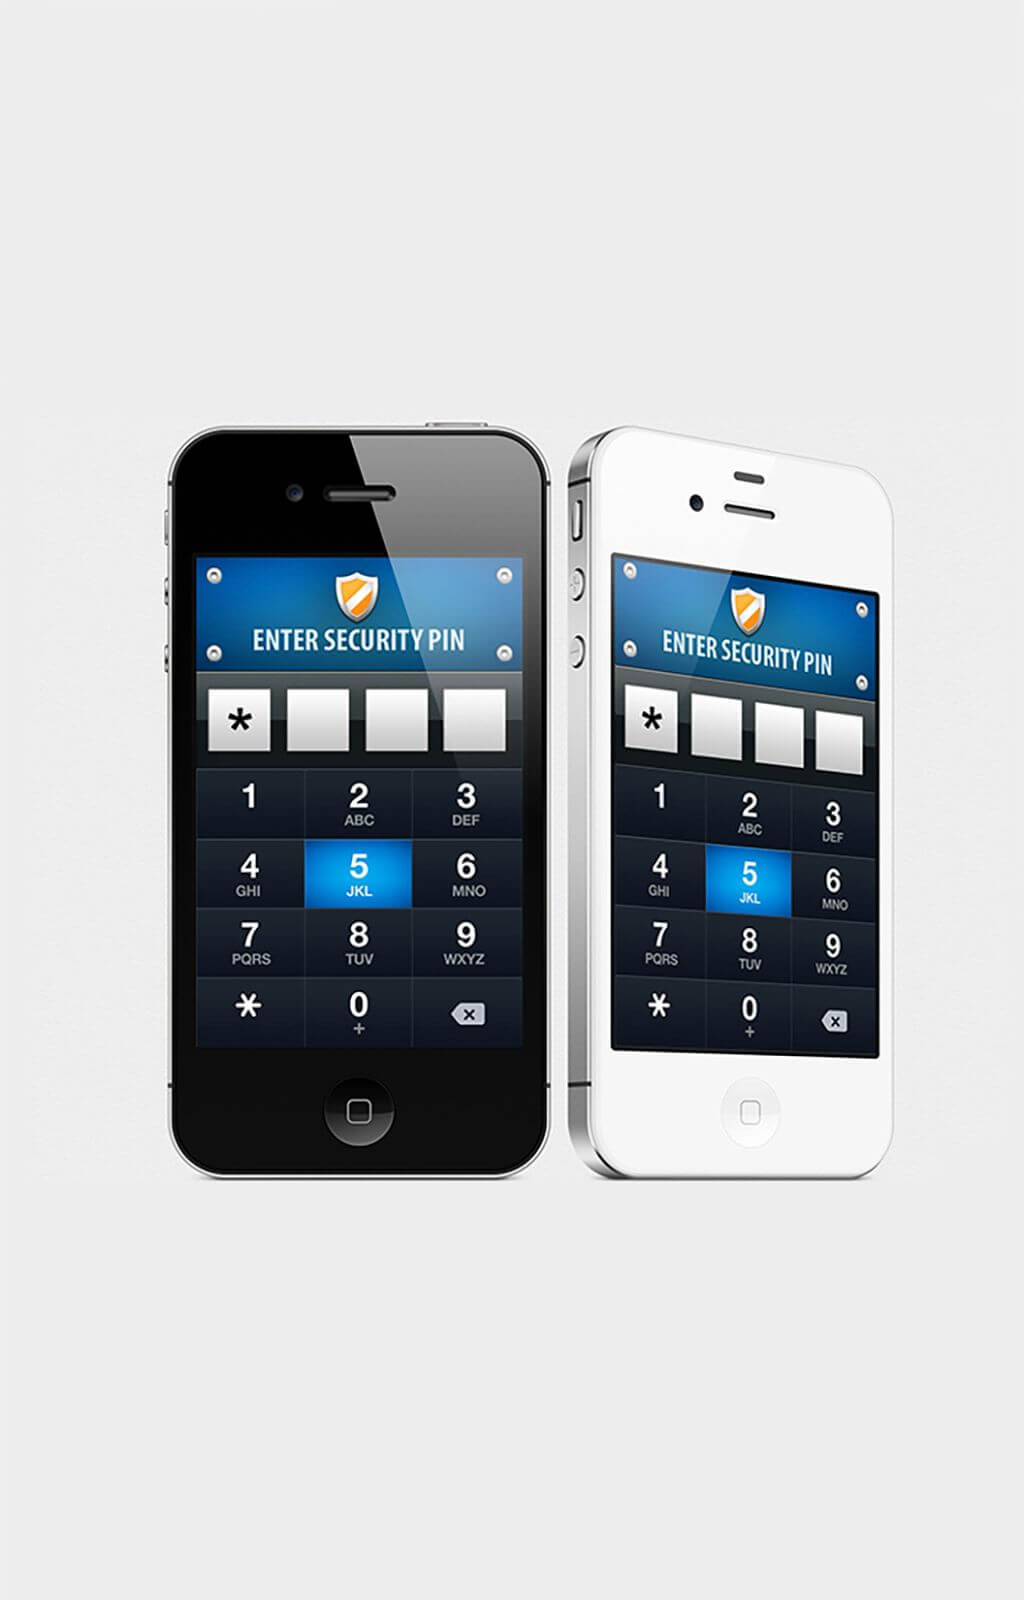 ENTER SECURITY PIN
*
1 2 3
ABC DEF
4 5 6
GHI JKL MNO
7 8 9
PQRS TUV WXYZ
* 0
+
ENTER SECURITY PIN
*
1 2 3
ABC DEF
4 5 6
GHI JKL MNO
7 8 9
PQRS TUV WXYZ
* 0
+